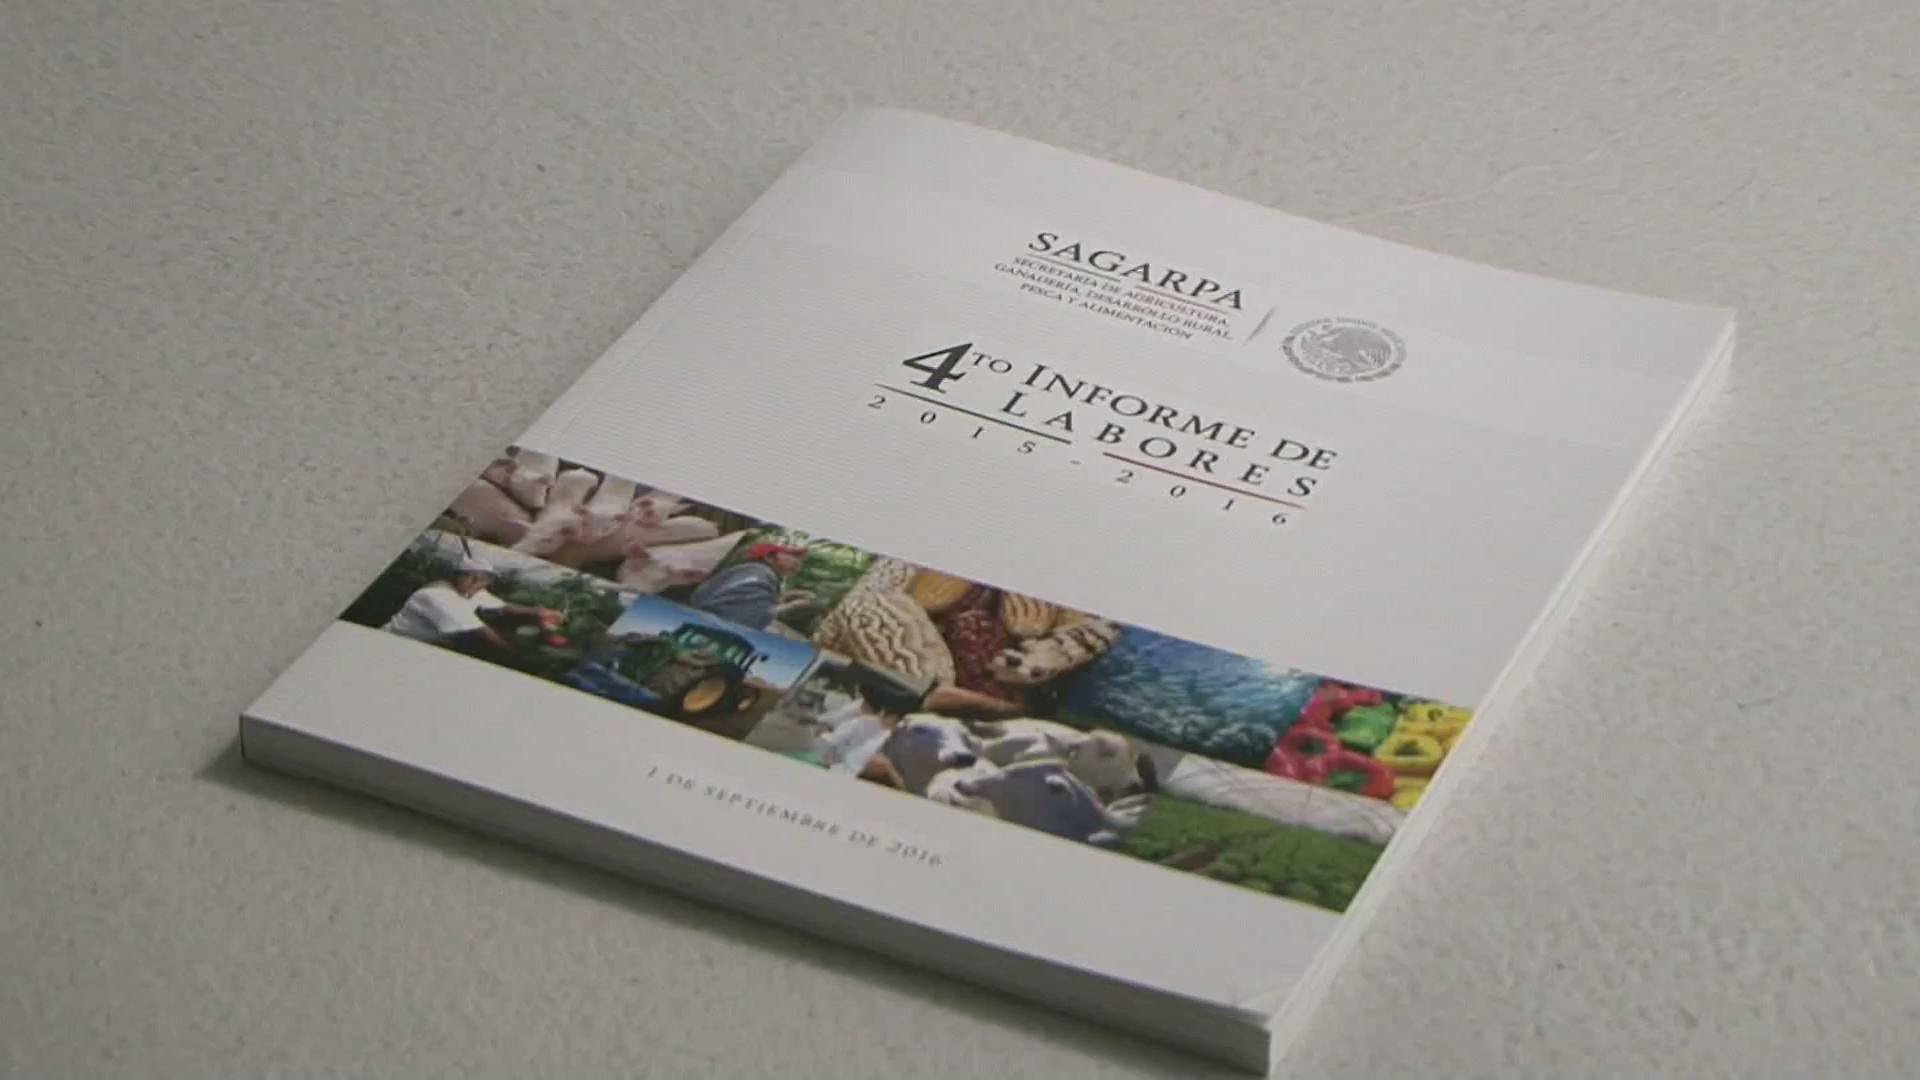 SAGARPA
SECRETARÍA DE AGRICULTURA,
GANADERÍA, DESARROLLO RURAL,
PESCA Y ALIMENTACIÓN
4TO INFORME DE
LABORES
2015-2016
1 DE SEPTIEMBRE DE 2016